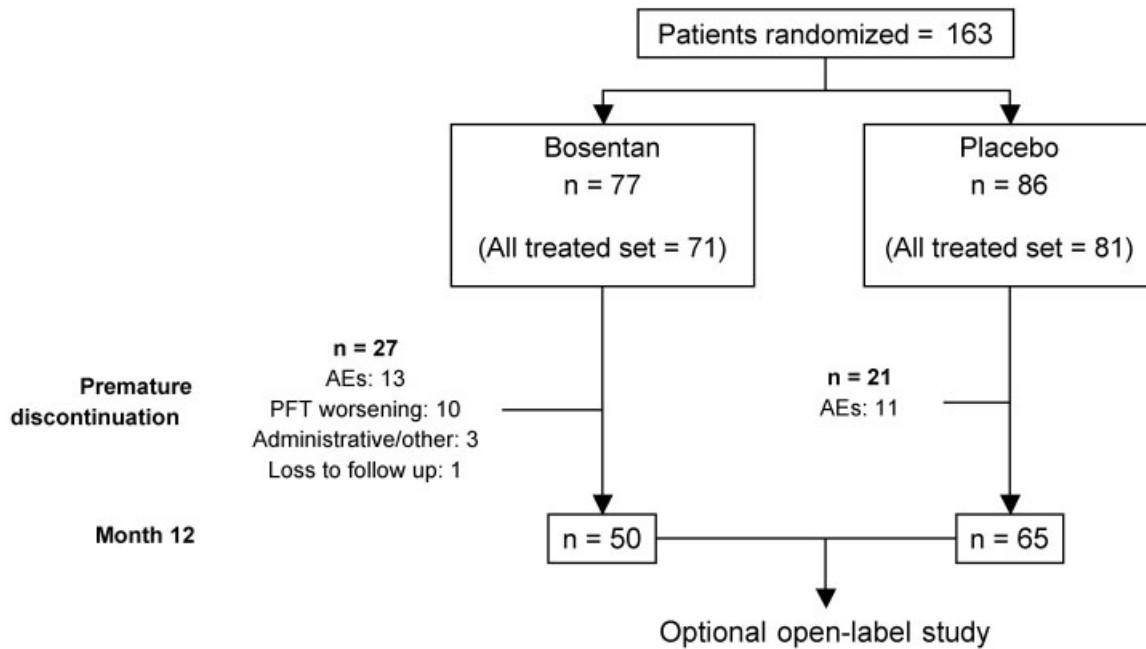 Patients randomized = 163
Bosentan
n = 77
(All treated set = 71)
Placebo
n = 86
(All treated set = 81)
Premature
discontinuation
n = 27
AEs: 13
PFT worsening: 10
Administrative/other: 3
Loss to follow up: 1
n = 21
AEs: 11
Month 12
n = 50
n = 65
Optional open-label study